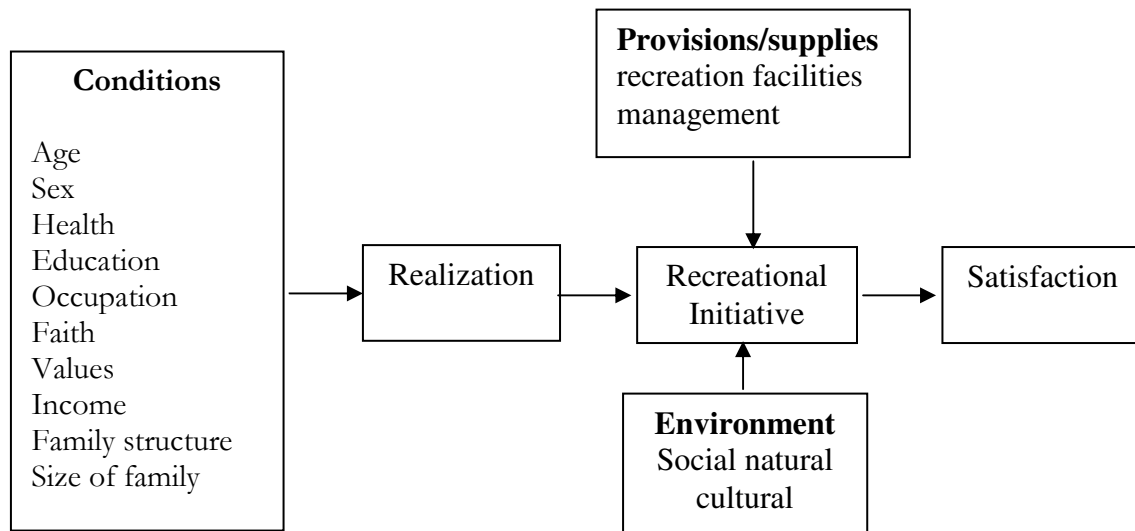 Conditions
Age
Sex
Health
Education
Occupation
Faith
Values
Income
Family structure
Size of family
Realization
Provisions/supplies
recreation facilities
management
Recreational
Initiative
Environment
Social natural
cultural
Satisfaction